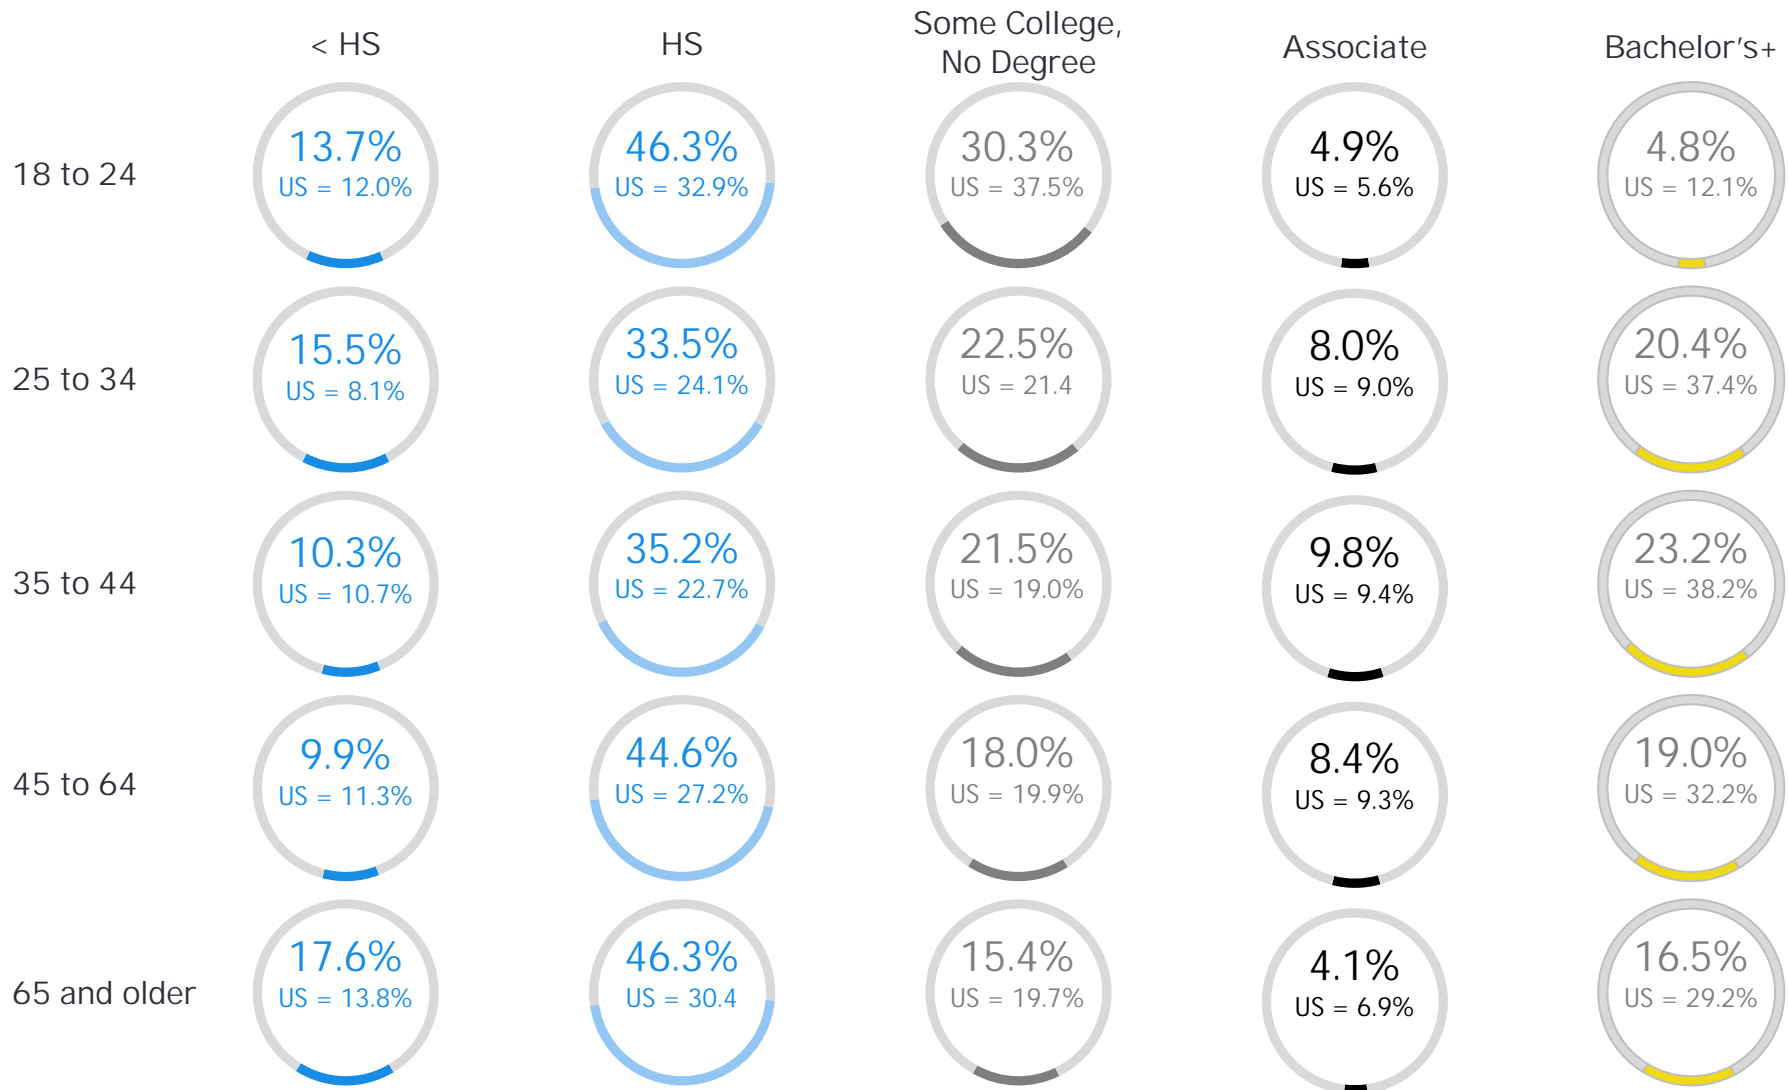 < HS
HS
Some College,
No Degree
Associate
Bachelor's+
18 to 24
13.7%
US = 12.0%
46.3%
US = 32.9%
30.3%
US = 37.5%
4.9%
US = 5.6%
4.8%
US = 12.1%
25 to 34
15.5%
US = 8.1%
33.5%
US = 24.1%
22.5%
US = 21.4
8.0%
US = 9.0%
20.4%
US = 37.4%
35 to 44
10.3%
US = 10.7%
35.2%
US = 22.7%
21.5%
US = 19.0%
9.8%
US = 9.4%
23.2%
US = 38.2%
45 to 64
9.9%
US = 11.3%
44.6%
US = 27.2%
18.0%
US = 19.9%
8.4%
US = 9.3%
19.0%
US = 32.2%
65 and older
17.6%
US = 13.8%
46.3%
US = 30.4
15.4%
US = 19.7%
4.1%
US = 6.9%
16.5%
US = 29.2%